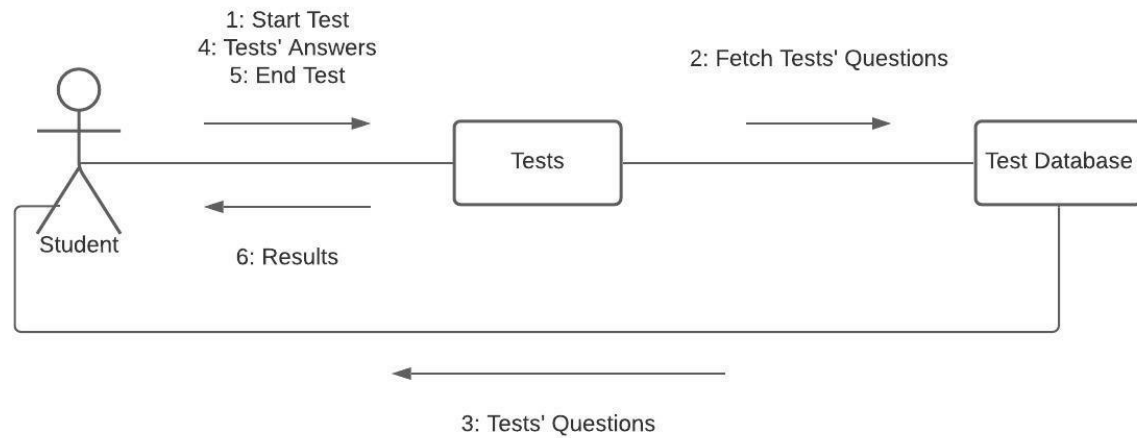 1: Start Test
4: Tests' Answers
5: End Test
2: Fetch Tests' Questions
Tests
Test Database
Student
6: Results
3: Tests' Questions